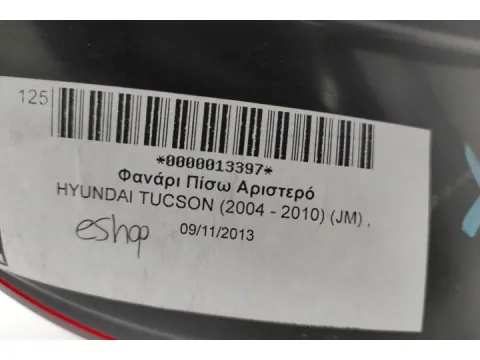 125
*0000013397*
Φανάρι Πίσω Αριστερό
HYUNDAI TUCSON (2004 - 2010) (JM) ,
eshop 09/11/2013